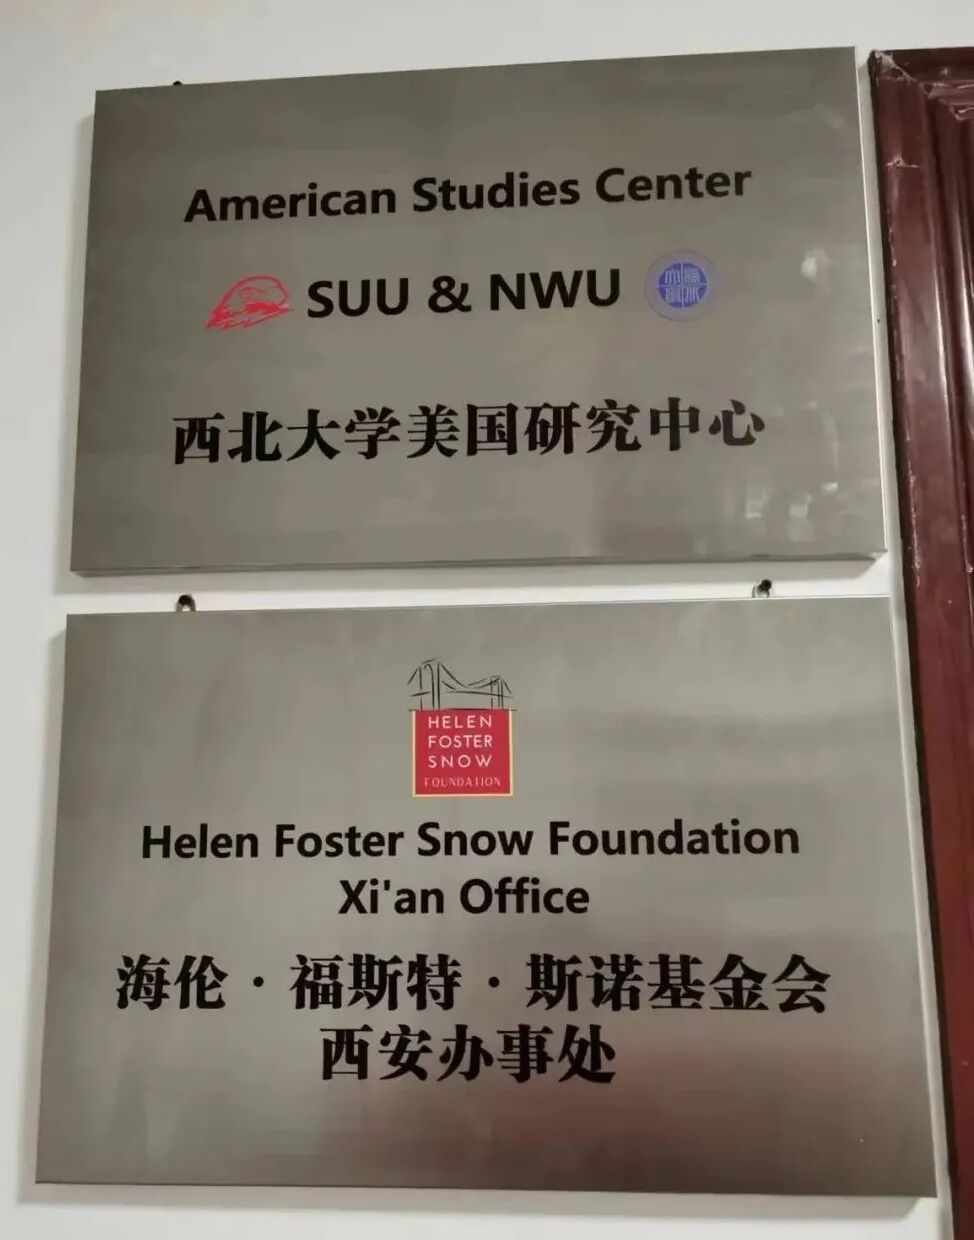 American Studies Center
SUU & NWU
西北大学美国研究中心
HELEN
FOSTER
SNOW
FOUNDATION
Helen Foster Snow Foundation
Xi'an Office
海伦·福斯特·斯诺基金会
西安办事处